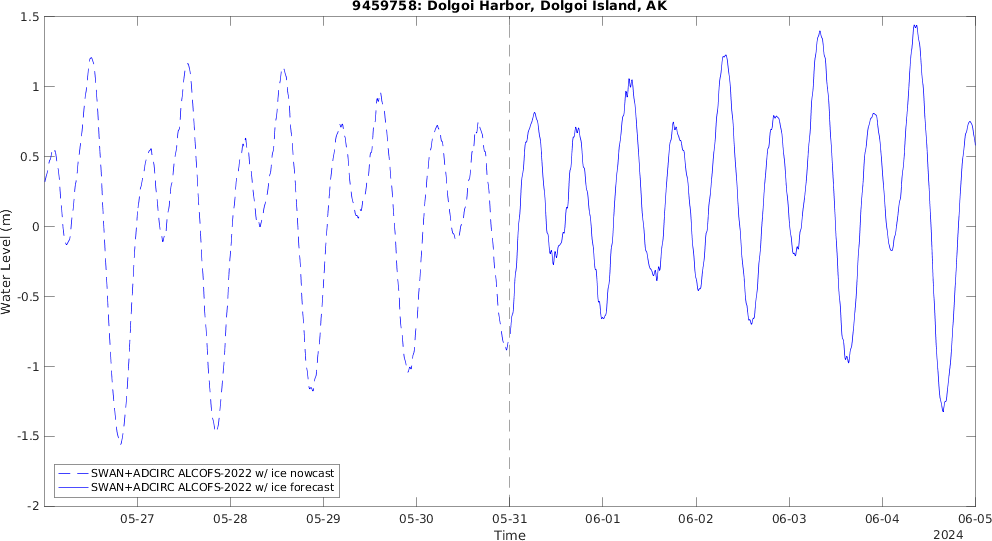 9459758: Dolgoi Harbor, Dolgoi Island, AK
1.5
1
0.5
0
-0.5
-1
-1.5
-2
Water Level (m)
SWAN+ADCIRC ALCOFS-2022 w/ ice nowcast
SWAN+ADCIRC ALCOFS-2022 w/ ice forecast
05-27 05-28 05-29 05-30 05-31 06-01 06-02 06-03 06-04 06-05
Time
2024